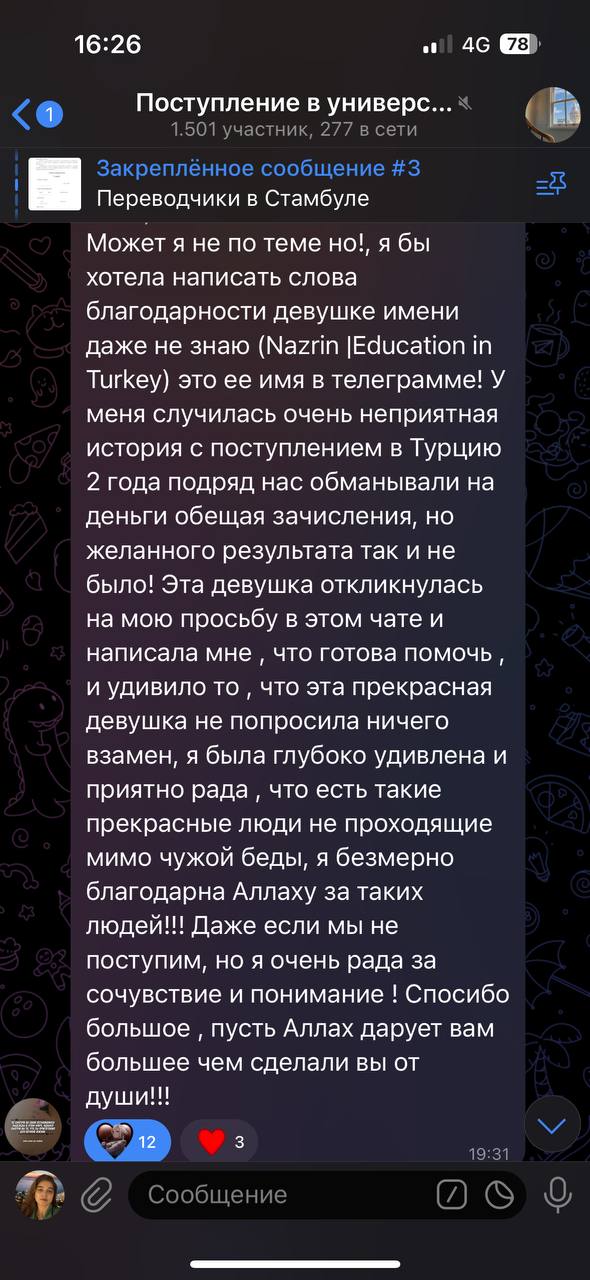 16:26
4G
78
1
Поступление в универс...
1.501 участник, 277 в сети
Закреплённое сообщение #3
Переводчики в Стамбуле
Может я не по теме но!, я бы
хотела написать слова
благодарности девушке имени
даже не знаю (Nazrin |Education in
Turkey) это ее имя в телеграмме! У
меня случилась очень неприятная
история с поступлением в Турцию
2 года подряд нас обманывали на
деньги обещая зачисления, но
желанного результата так и не
было! Эта девушка откликнулась
на мою просьбу в этом чате и
написала мне , что готова помочь ,
и удивило то , что эта прекрасная
девушка не попросила ничего
взамен, я была глубоко удивлена и
приятно рада , что есть такие
прекрасные люди не проходящие
мимо чужой беды, я безмерно
благодарна Аллаху за таких
людей!!! Даже если мы не
поступим, но я очень рада за
сочувствие и понимание ! Спосибо
большое , пусть Аллах дарует вам
большее чем сделали вы от
души!!!
12
3
19:31
Сообщение